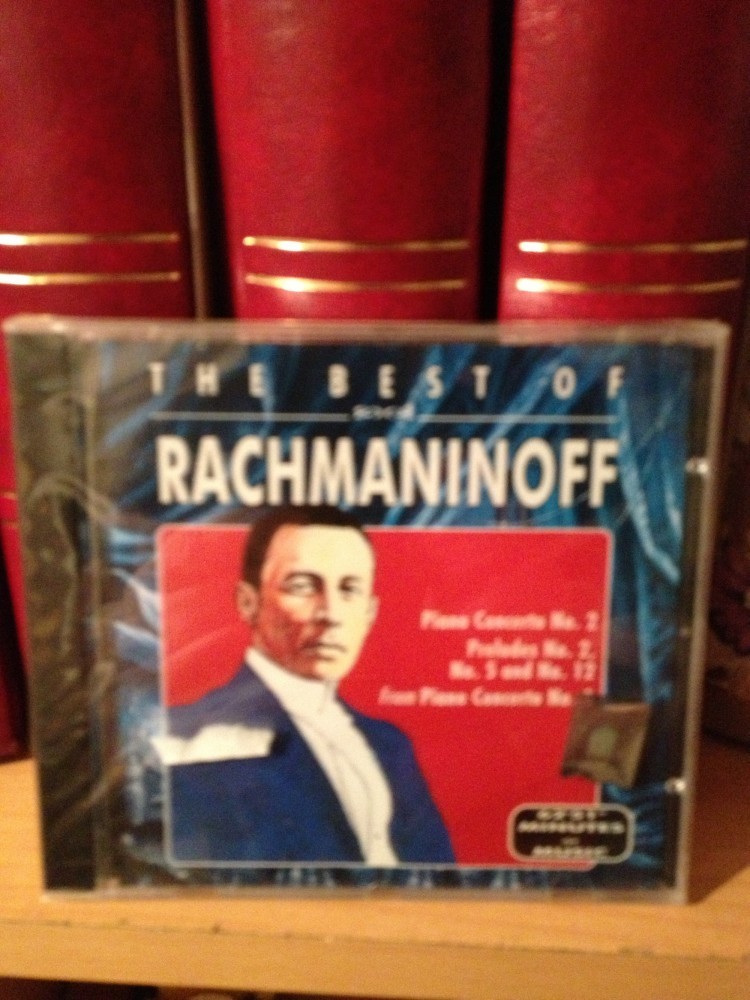 THE BEST OF
RACHMANINOFF
Piano Concerto No. 2
Preludes No. 2,
No. 5 and No. 12
From Piano Concerto No.
MINUTES
MUSIC